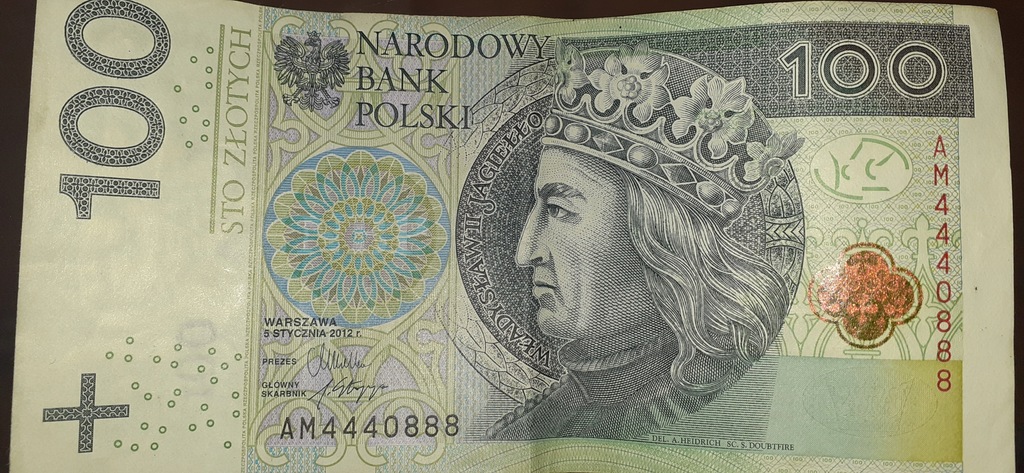 100
STO ZŁOTYCH
NARODOWY
BANK
POLSKI
100
WŁADYSŁAW II JAGIEŁŁO
AM4440888
WARSZAWA
5 STYCZNIA 2012 r.
PREZES
GŁÓWNY
SKARBNIK
AM4440888
DEL. A. HEIDRICH SC. S. DOUBTFIRE